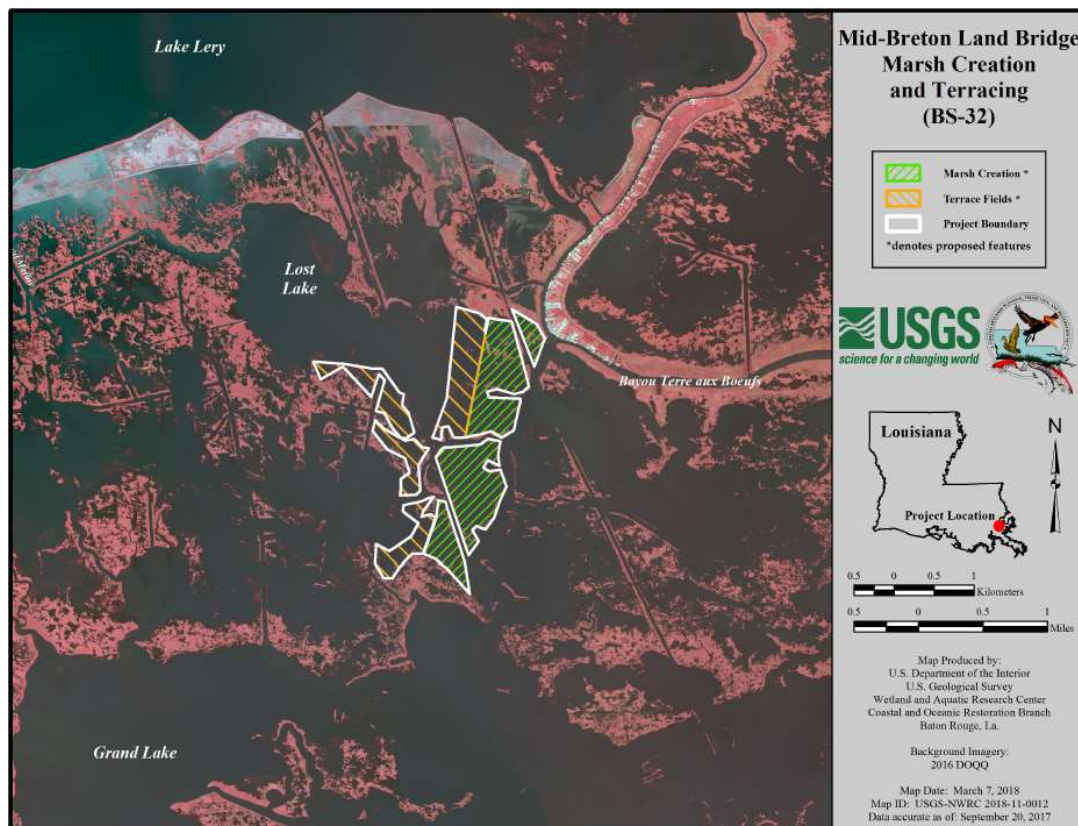 Lake Lery
Lost
Lake
Bayou Terre aux Boeufs
Grand Lake
Mid-Breton Land Bridge
Marsh Creation
and Terracing
(BS-32)
Marsh Creation *
Terrace Fields *
Project Boundary
*denotes proposed features
USGS
science for a changing world
Louisiana
N
Project Location
0.5 0 0.5 1
Kilometers
0.5 0 0.5 1
Miles
Map Produced by:
U.S. Department of the Interior
U.S. Geological Survey
Wetland and Aquatic Research Center
Coastal and Oceanic Restoration Branch
Baton Rouge, La.
Background Imagery:
2016 DOQQ
Map Date: March 7, 2018
Map ID: USGS-NWRC 2018-11-0012
Data accurate as of: September 20, 2017